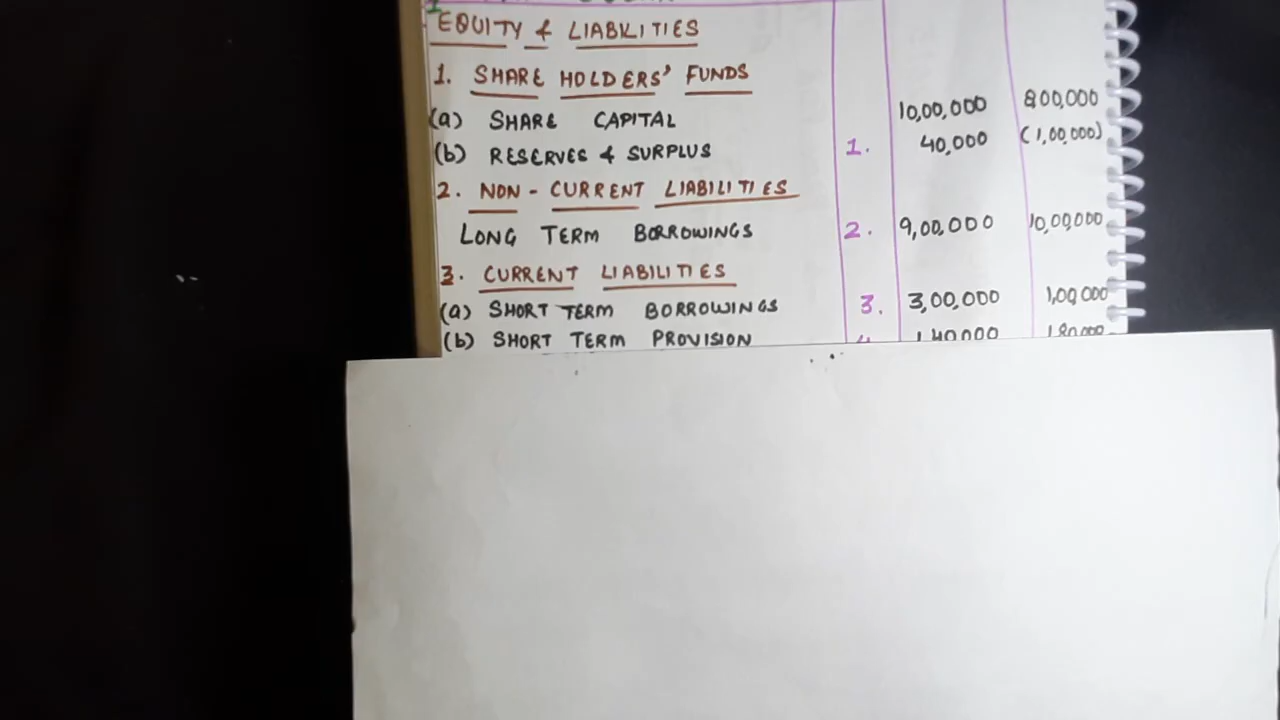 EQUITY & LIABILITIES
1. SHARE HOLDERS' FUNDS
(a) SHARE CAPITAL 10,00,000 800,000
(b) RESERVES & SURPLUS 1. 40,000 (1,00,000)
2. NON - CURRENT LIABILITIES
LONG TERM BORROWINGS 2. 9,00,000 10,00,000
3. CURRENT LIABILITIES
(a) SHORT TERM BORROWINGS 3. 3,00,000 1,00,000
(b) SHORT TERM PROVISION